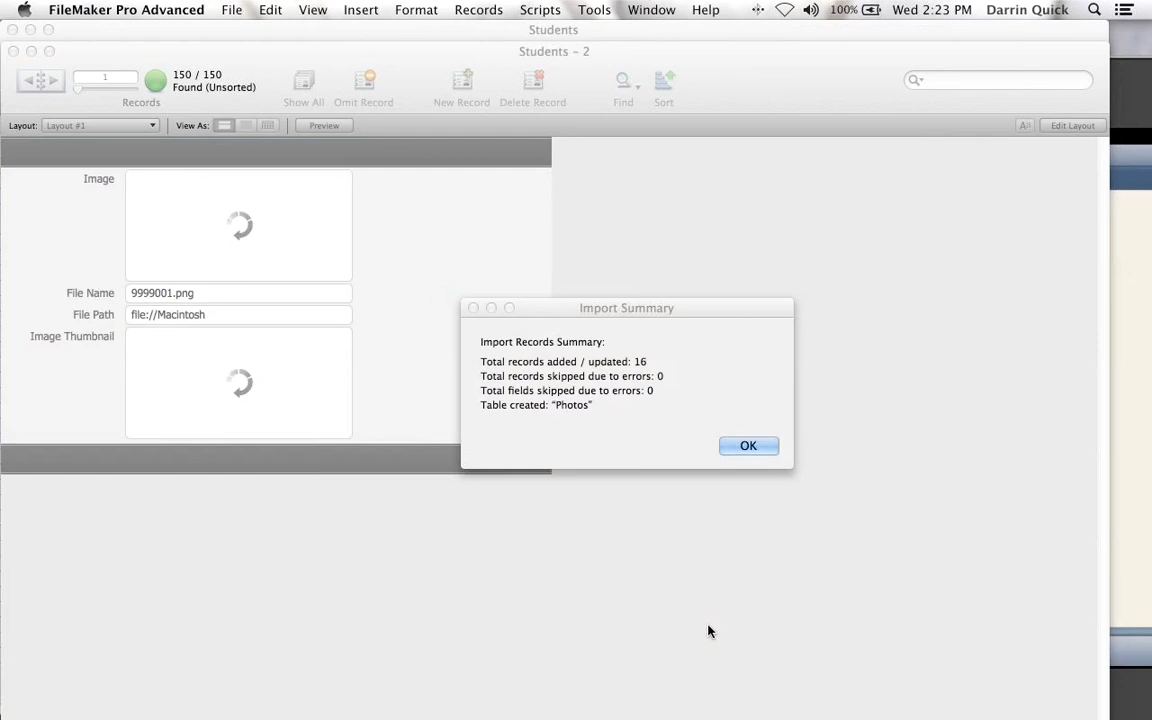 FileMaker Pro Advanced File Edit View Insert Format Records Scripts Tools Window Help 100% Wed 2:23 PM Darrin Quick
Students
Students - 2
1
150 / 150
Found (Unsorted)
Records
Show All
Omit Record
New Record
Delete Record
Find
Sort
Layout: Layout #1 View As: Preview Aa Edit Layout
Image
File Name 9999001.png
File Path file://Macintosh
Image Thumbnail
Import Summary
Import Records Summary:
Total records added / updated: 16
Total records skipped due to errors: 0
Total fields skipped due to errors: 0
Table created: “Photos”
OK